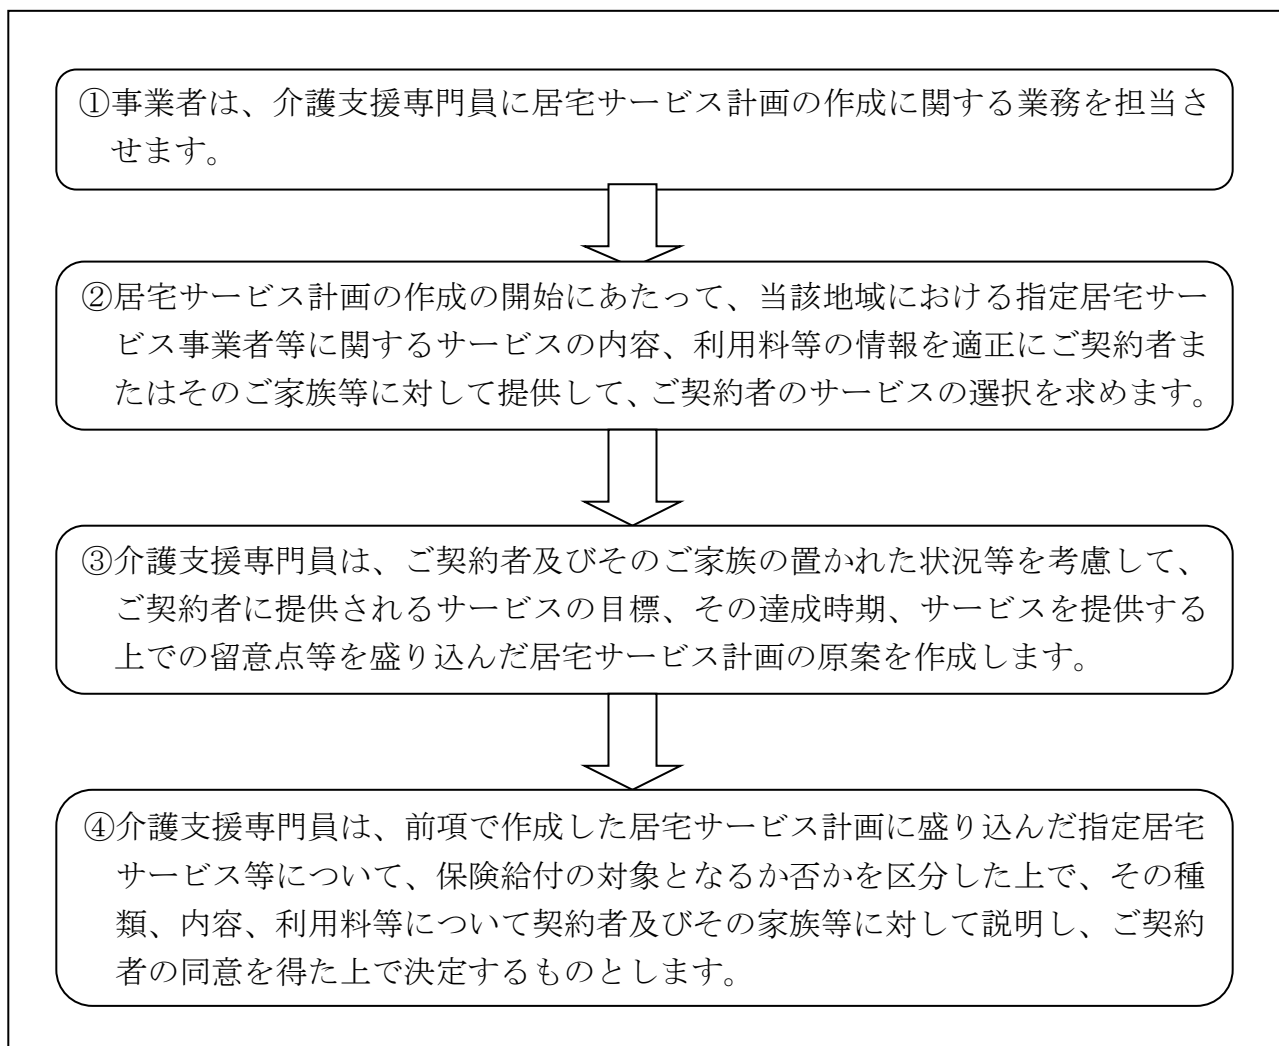 ①事業者は、介護支援専門員に居宅サービス計画の作成に関する業務を担当さ
せます。
②居宅サービス計画の作成の開始にあたって、当該地域における指定居宅サー
ビス事業者等に関するサービスの内容、利用料等の情報を適正にご契約者ま
たはそのご家族等に対して提供して、ご契約者のサービスの選択を求めます。
③介護支援専門員は、ご契約者及びそのご家族の置かれた状況等を考慮して、
ご契約者に提供されるサービスの目標、その達成時期、サービスを提供する
上での留意点等を盛り込んだ居宅サービス計画の原案を作成します。
④介護支援専門員は、前項で作成した居宅サービス計画に盛り込んだ指定居宅
サービス等について、保険給付の対象となるか否かを区分した上で、その種
類、内容、利用料等について契約者及びその家族等に対して説明し、ご契約
者の同意を得た上で決定するものとします。